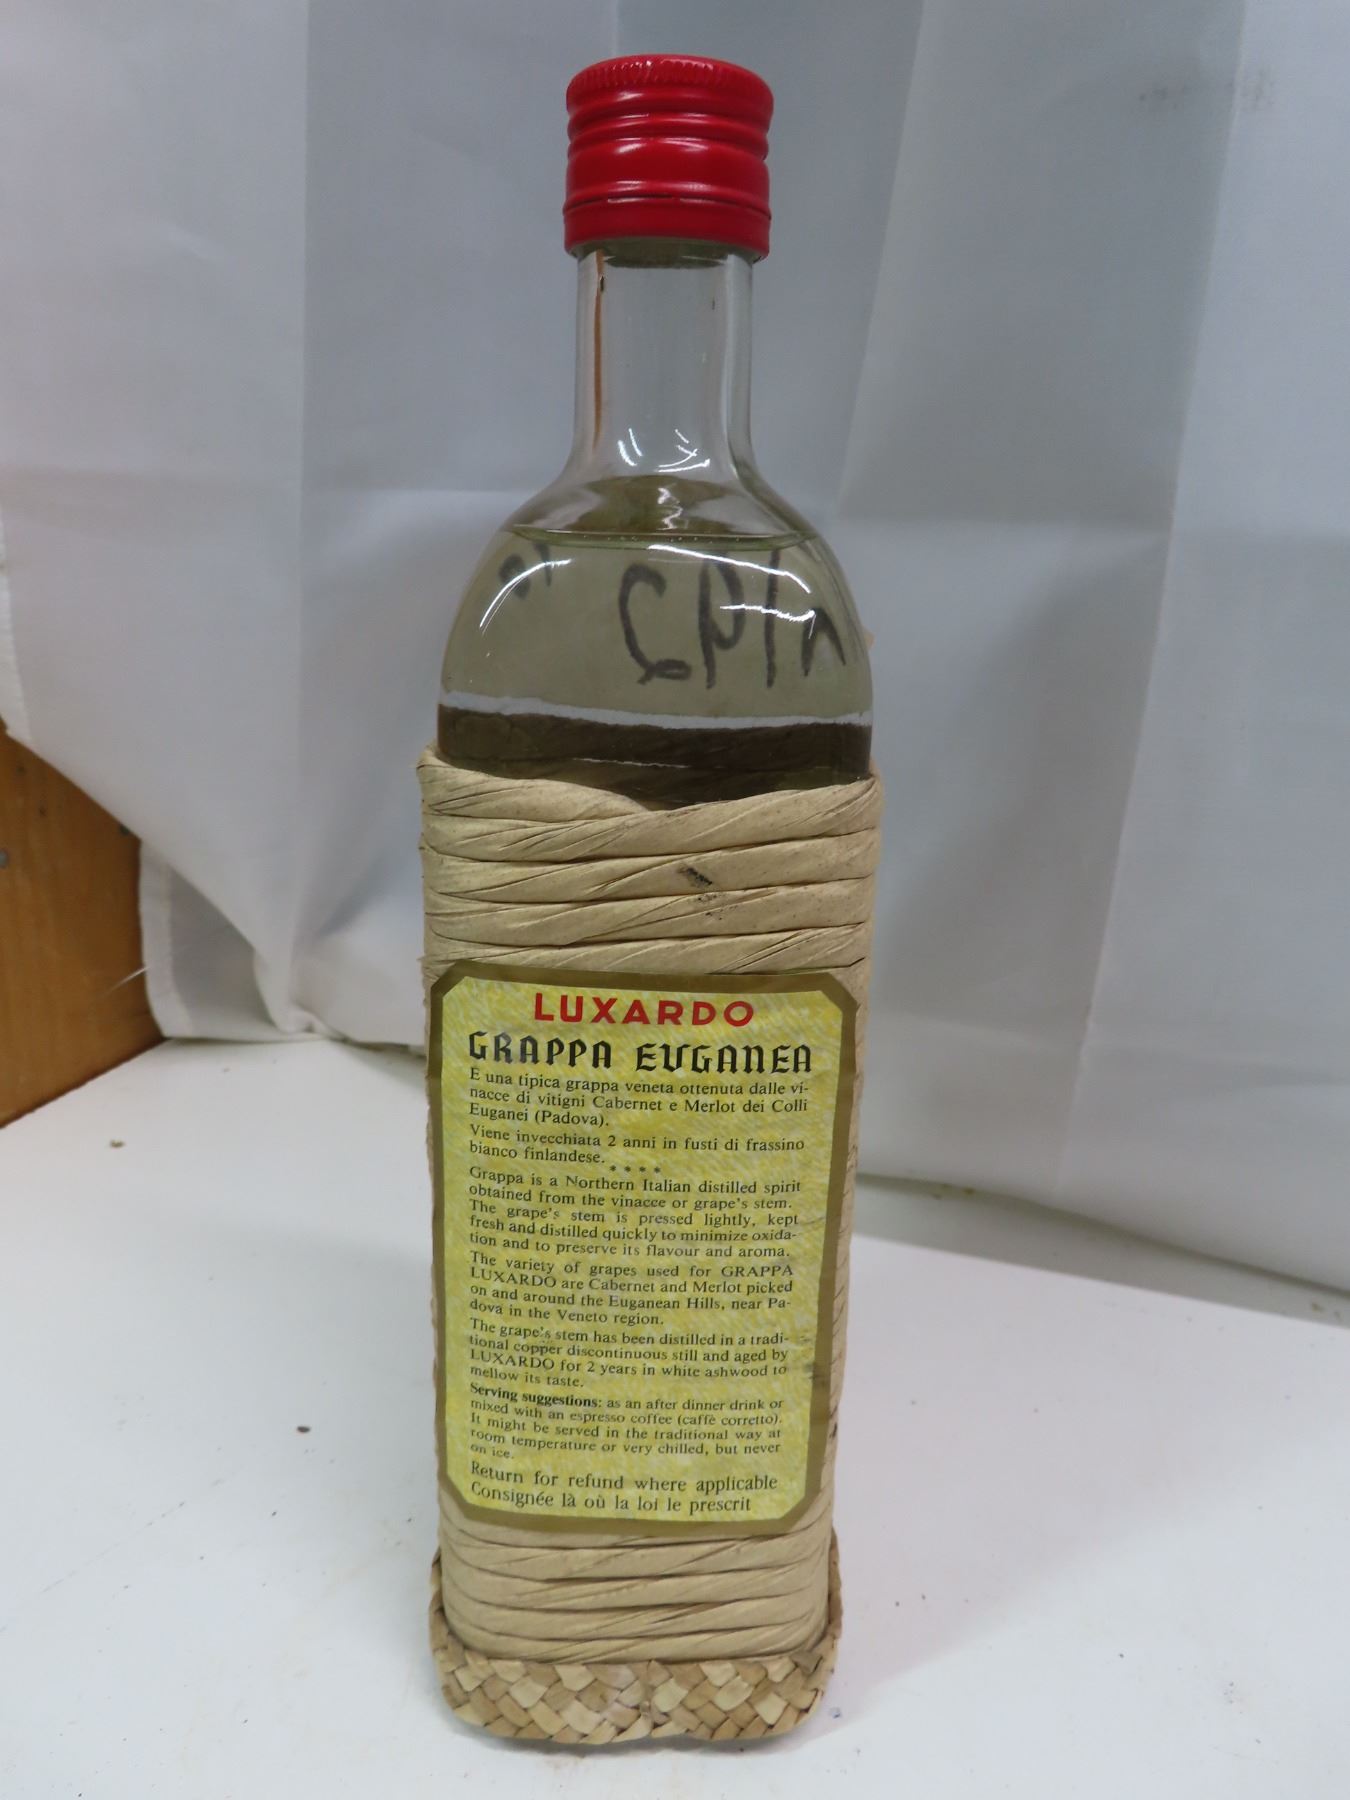 LUXARDO
GRAPPA EUGANEA
E una tipica grappa veneta ottenuta dalle vi-
nacce di vitigni Cabernet e Merlot dei Colli
Euganei (Padova).
Viene invecchiata 2 anni in fusti di frassino
bianco finlandese.
****
Grappa is a Northern Italian distilled spirit
obtained from the vinacce or grape's stem.
The grape's stem is pressed lightly, kept
fresh and distilled quickly to minimize oxida-
tion and to preserve its flavour and aroma.
The variety of grapes used for GRAPPA
LUXARDO are Cabernet and Merlot picked
on and around the Euganean Hills, near Pa-
dova in the Veneto region.
The grape's stem has been distilled in a tradi-
tional copper discontinuous still and aged by
LUXARDO for 2 years in white ashwood to
mellow its taste.
Serving suggestions: as an after dinner drink or
mixed with an espresso coffee (caffè corretto).
It might be served in the traditional way at
room temperature or very chilled, but never
on ice.
Return for refund where applicable
Consignée là où la loi le prescrit